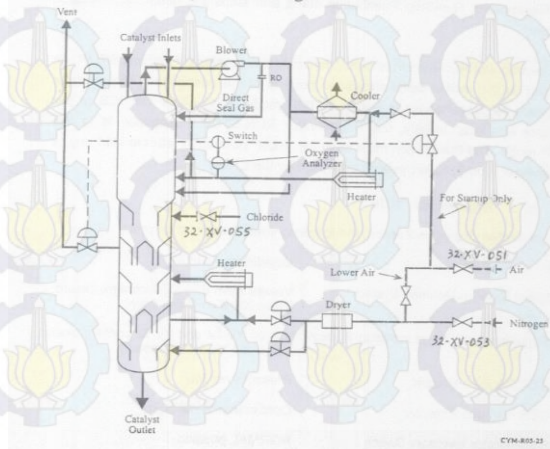 Vent
Catalyst Inlets
Blower
RO
Direct
Seal Gas
Cooler
Switch
Oxygen
Analyzer
Heater
For Startup Only
Chloride
32-XV-055
32-XV-051
Heater
Lower Air
Air
Dryer
Nitrogen
32-XV-053
Catalyst
Outlet
CVM-R05-25